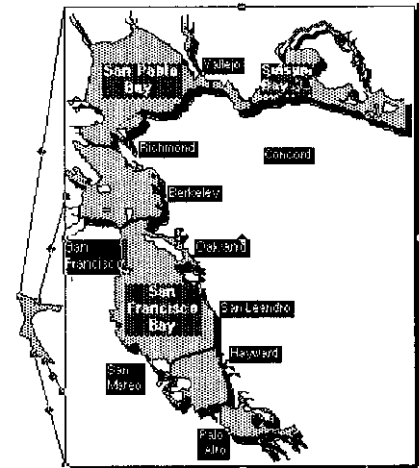 San Pablo
Bay
Vallejo
Suisun
Bay
Richmond
Concord
Berkeley
San
Francisco
Oakland
San
Francisco
Bay
San Leandro
Hayward
San
Mateo
Palo
Alto